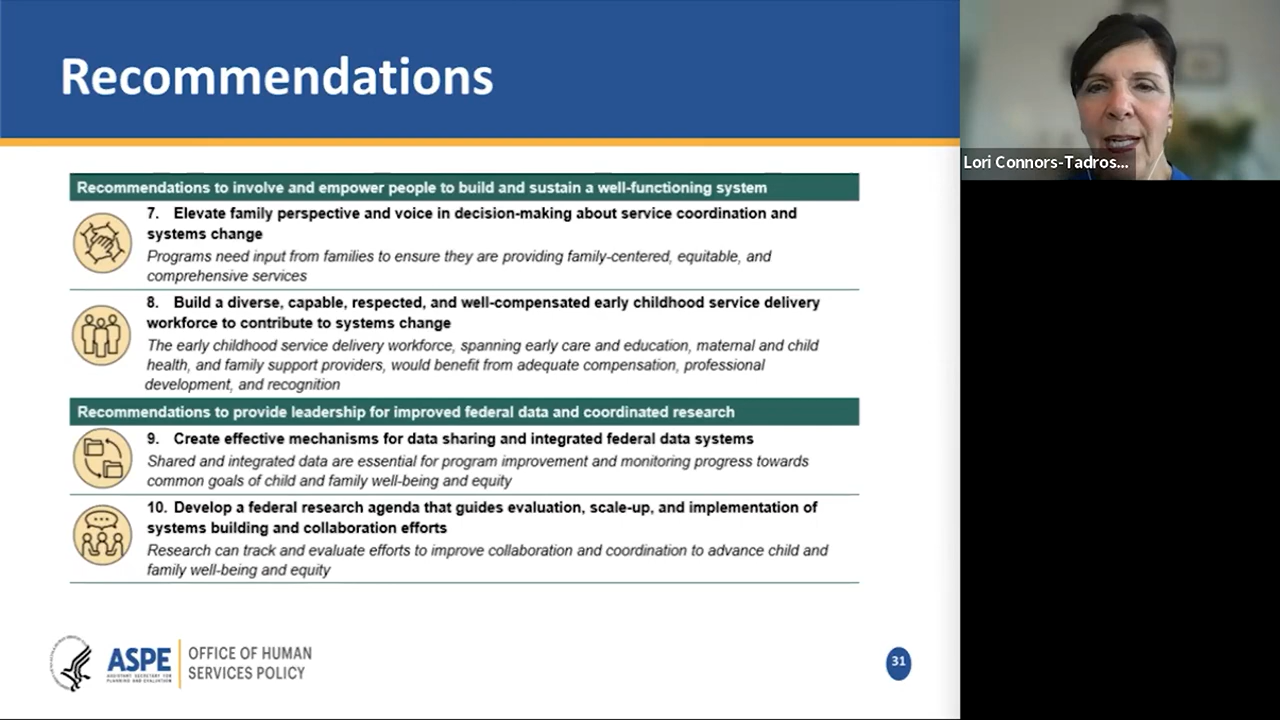 Recommendations
Lori Connors-Tadros...
Recommendations to involve and empower people to build and sustain a well-functioning system
7. Elevate family perspective and voice in decision-making about service coordination and
systems change
Programs need input from families to ensure they are providing family-centered, equitable, and
comprehensive services
8. Build a diverse, capable, respected, and well-compensated early childhood service delivery
workforce to contribute to systems change
The early childhood service delivery workforce, spanning early care and education, maternal and child
health, and family support providers, would benefit from adequate compensation, professional
development, and recognition
Recommendations to provide leadership for improved federal data and coordinated research
9. Create effective mechanisms for data sharing and integrated federal data systems
Shared and integrated data are essential for program improvement and monitoring progress towards
common goals of child and family well-being and equity
10. Develop a federal research agenda that guides evaluation, scale-up, and implementation of
systems building and collaboration efforts
Research can track and evaluate efforts to improve collaboration and coordination to advance child and
family well-being and equity
ASPE
ASSISTANT SECRETARY FOR
PLANNING AND EVALUATION
OFFICE OF HUMAN
SERVICES POLICY
31